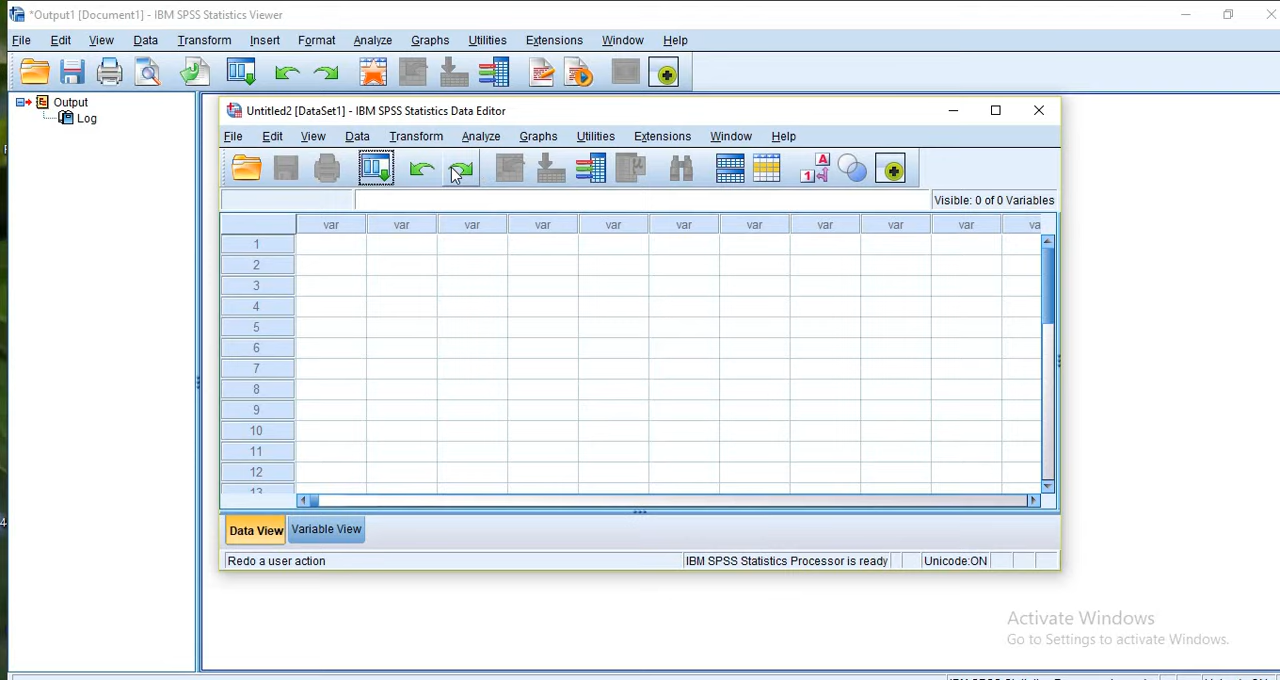 *Output1 [Document1] - IBM SPSS Statistics Viewer
File Edit View Data Transform Insert Format Analyze Graphs Utilities Extensions Window Help
Output
Log
Untitled2 [DataSet1] - IBM SPSS Statistics Data Editor
File Edit View Data Transform Analyze Graphs Utilities Extensions Window Help
A
1
Visible: 0 of 0 Variables
var var var var var var var var var var va
1
2
3
4
5
6
7
8
9
10
11
12
13
Data View Variable View
Redo a user action IBM SPSS Statistics Processor is ready Unicode:ON
Activate Windows
Go to Settings to activate Windows.